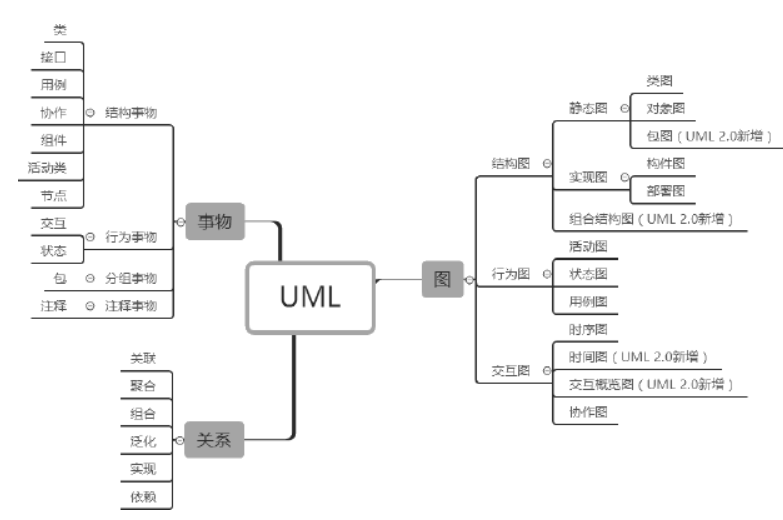 UML
事物
结构事物
类
接口
用例
协作
组件
活动类
节点
行为事物
交互
状态
分组事物
包
注释事物
注释
关系
关联
聚合
组合
泛化
实现
依赖
图
结构图
静态图
类图
对象图
包图（UML 2.0新增）
实现图
构件图
部署图
组合结构图（UML 2.0新增）
行为图
活动图
状态图
用例图
交互图
时序图
时间图（UML 2.0新增）
交互概览图（UML 2.0新增）
协作图